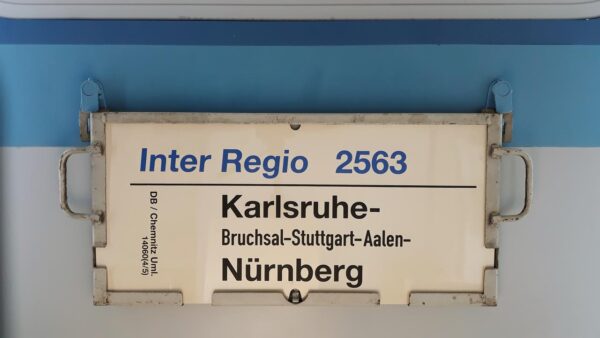 Inter Regio 2563
Karlsruhe-
Bruchsal-Stuttgart-Aalen-
Nürnberg
DB / Chemnitz Uml.
14060(4/5)